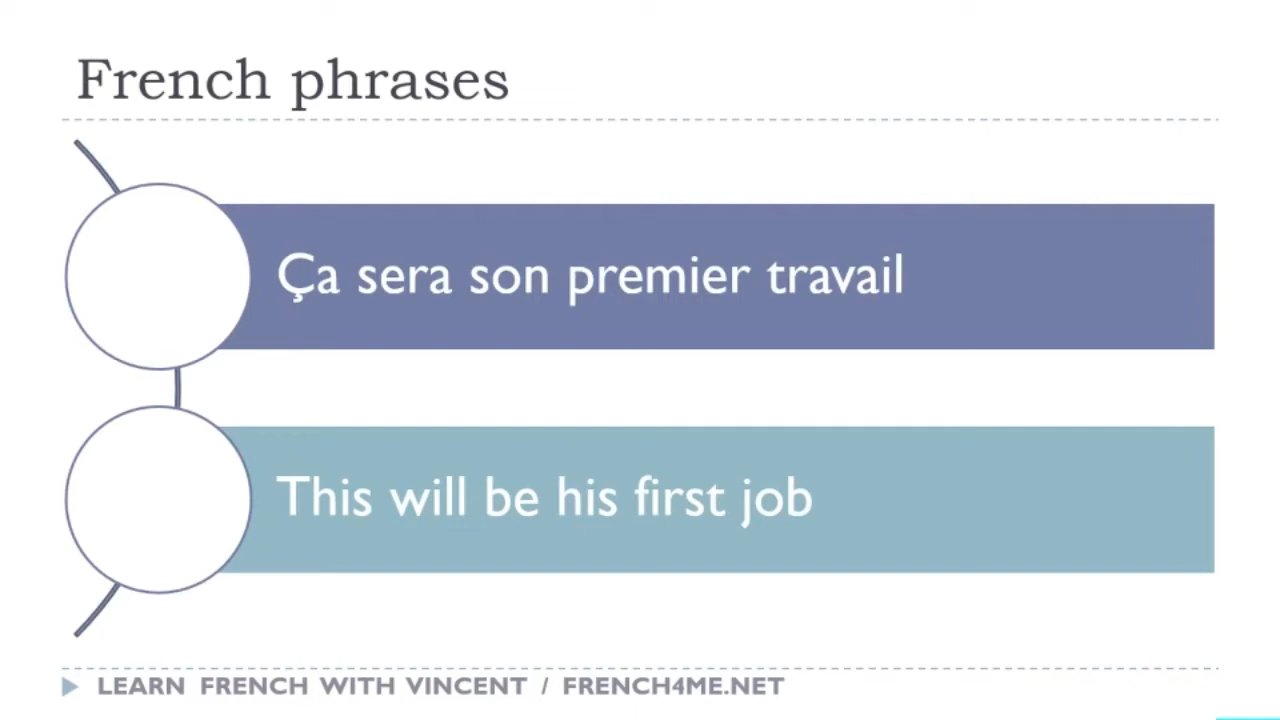 French phrases
Ça sera son premier travail
This will be his first job
LEARN FRENCH WITH VINCENT / FRENCH4ME.NET